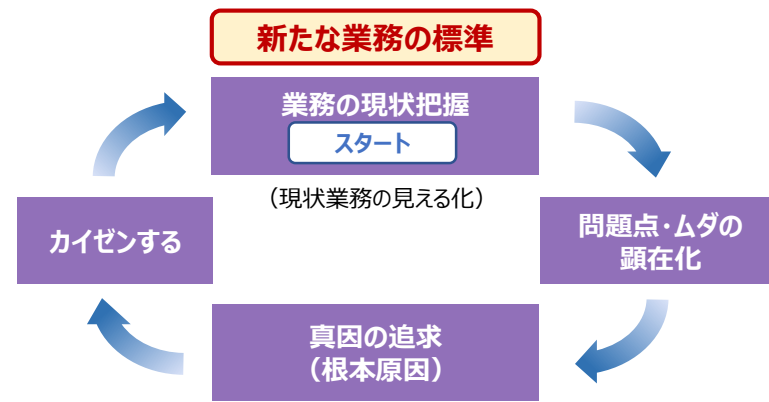 新たな業務の標準
業務の現状把握
スタート
（現状業務の見える化）
カイゼンする
問題点・ムダの
顕在化
真因の追求
（根本原因）